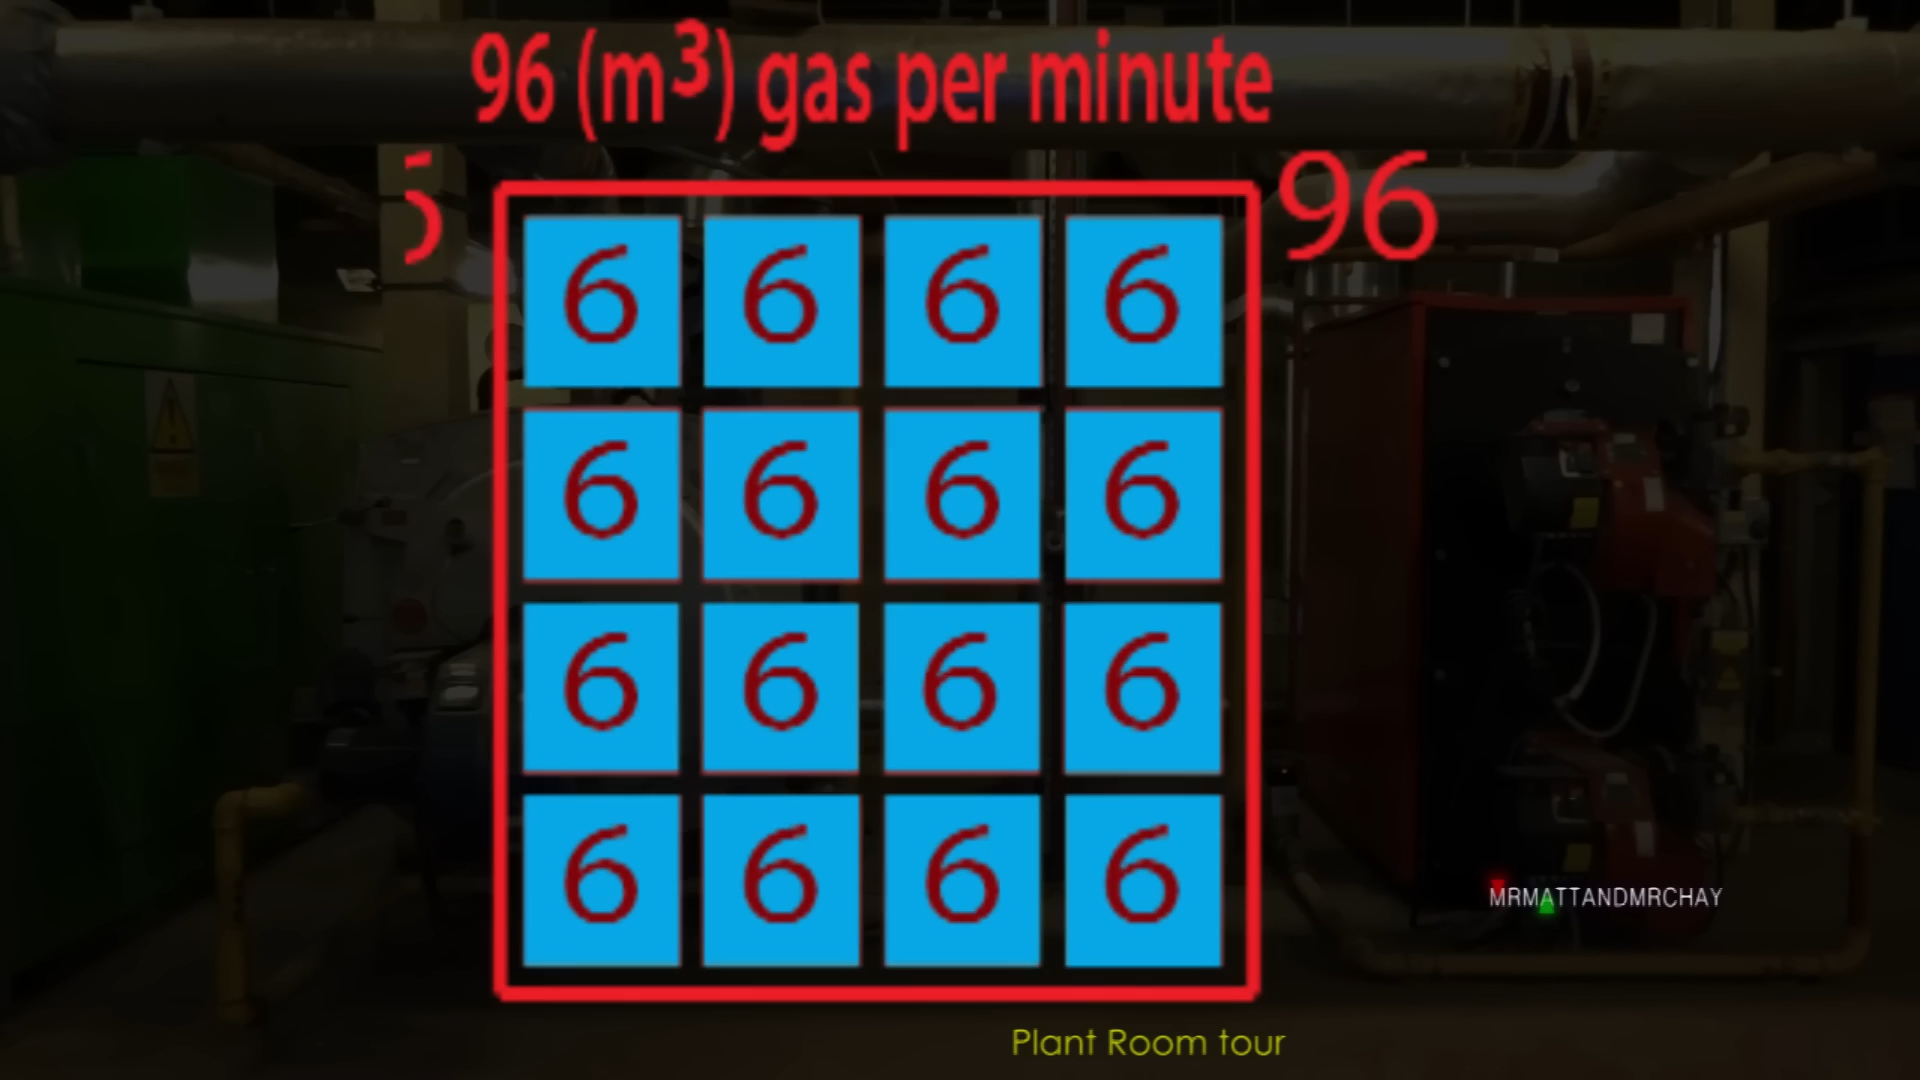 96 (m³) gas per minute
96
6 6 6 6
6 6 6 6
6 6 6 6
6 6 6 6
MRMATTANDMRCHAY
Plant Room tour